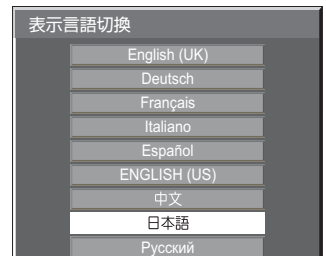 表示言語切換
English (UK)
Deutsch
Français
Italiano
Español
ENGLISH (US)
中文
日本語
Русский